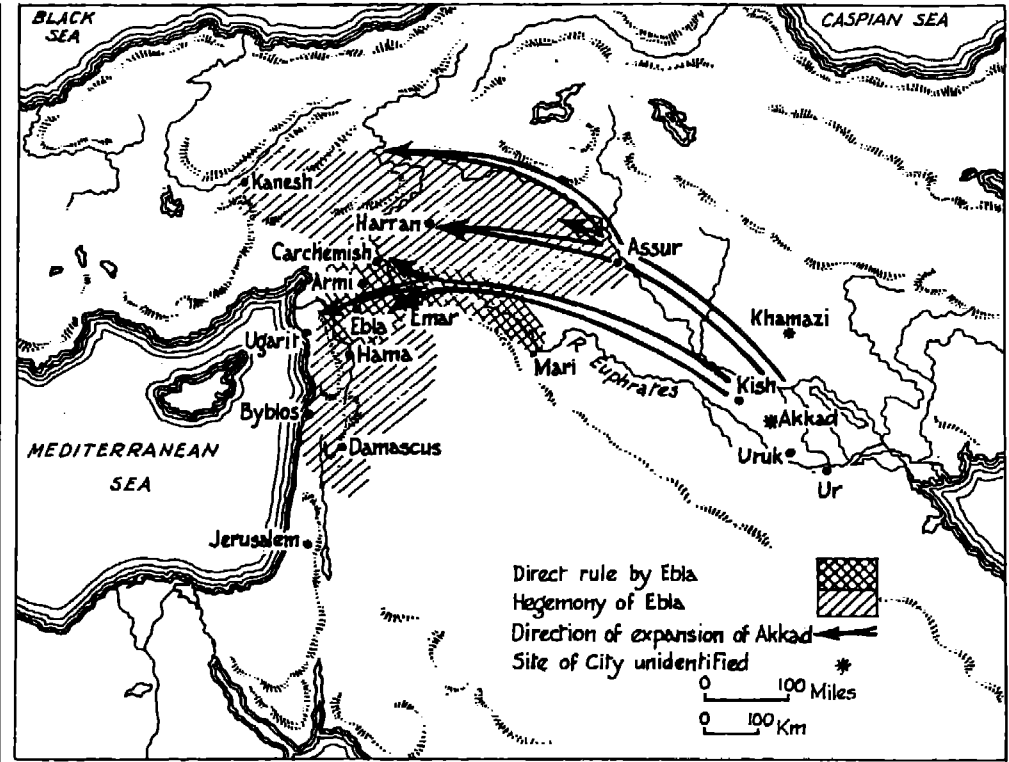 BLACK
SEA
CASPIAN SEA
Kanesh
Harran
Carchemish
Assur
Armi
Khamazi
Ebla
Emar
Ugarit
Hama
Mari
R. Euphrates
Kish
Byblos
Akkad
MEDITERRANEAN
SEA
Damascus
Uruk
Ur
Jerusalem
Direct rule by Ebla
Hegemony of Ebla
Direction of expansion of Akkad
Site of City unidentified
0 100 Miles
0 100 Km